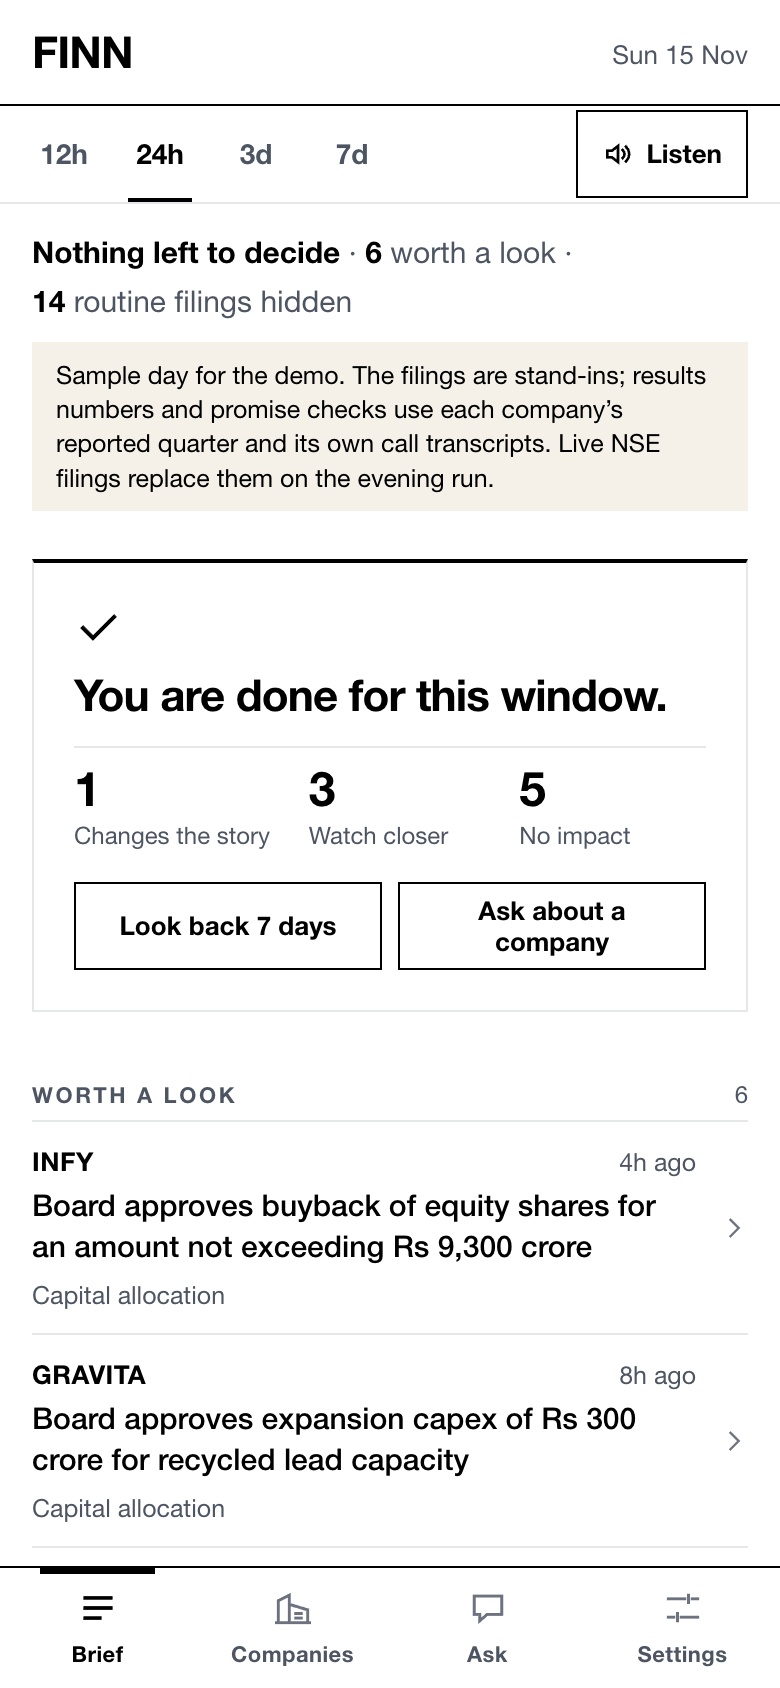 FINN
Sun 15 Nov
12h 24h 3d 7d Listen
Nothing left to decide · 6 worth a look ·
14 routine filings hidden
Sample day for the demo. The filings are stand-ins; results
numbers and promise checks use each company’s
reported quarter and its own call transcripts. Live NSE
filings replace them on the evening run.
You are done for this window.
1 3 5
Changes the story Watch closer No impact
Look back 7 days
Ask about a
company
WORTH A LOOK 6
INFY 4h ago
Board approves buyback of equity shares for
an amount not exceeding Rs 9,300 crore
Capital allocation
GRAVITA 8h ago
Board approves expansion capex of Rs 300
crore for recycled lead capacity
Capital allocation
Brief Companies Ask Settings